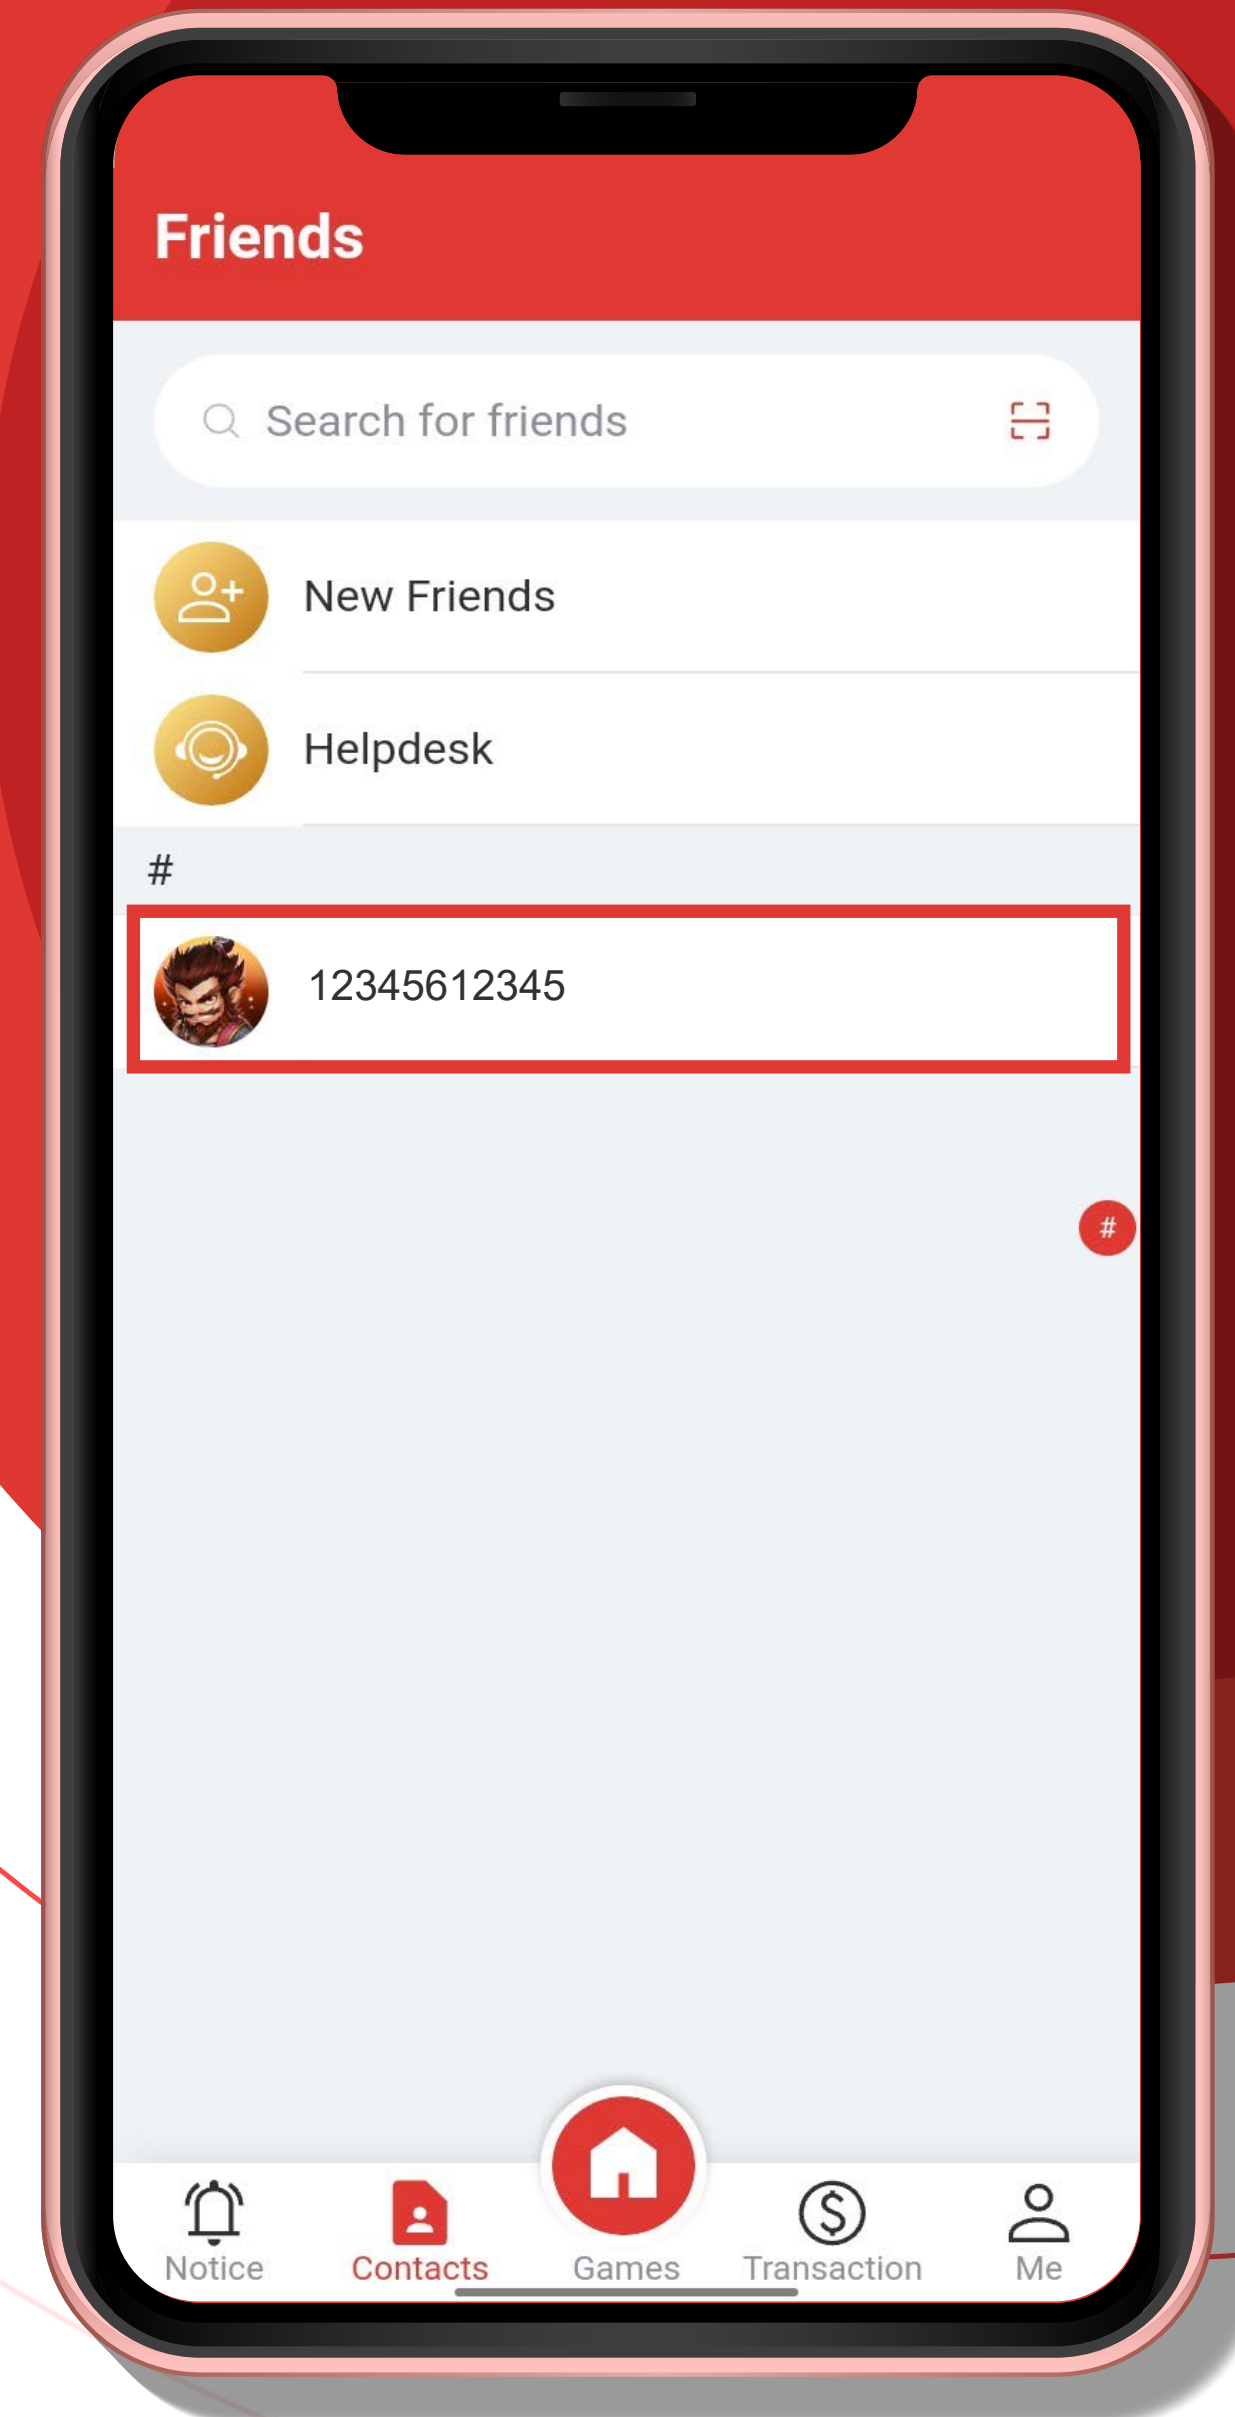 Friends
Search for friends
New Friends
Helpdesk
#
12345612345
#
Notice
Contacts
Games
Transaction
Me